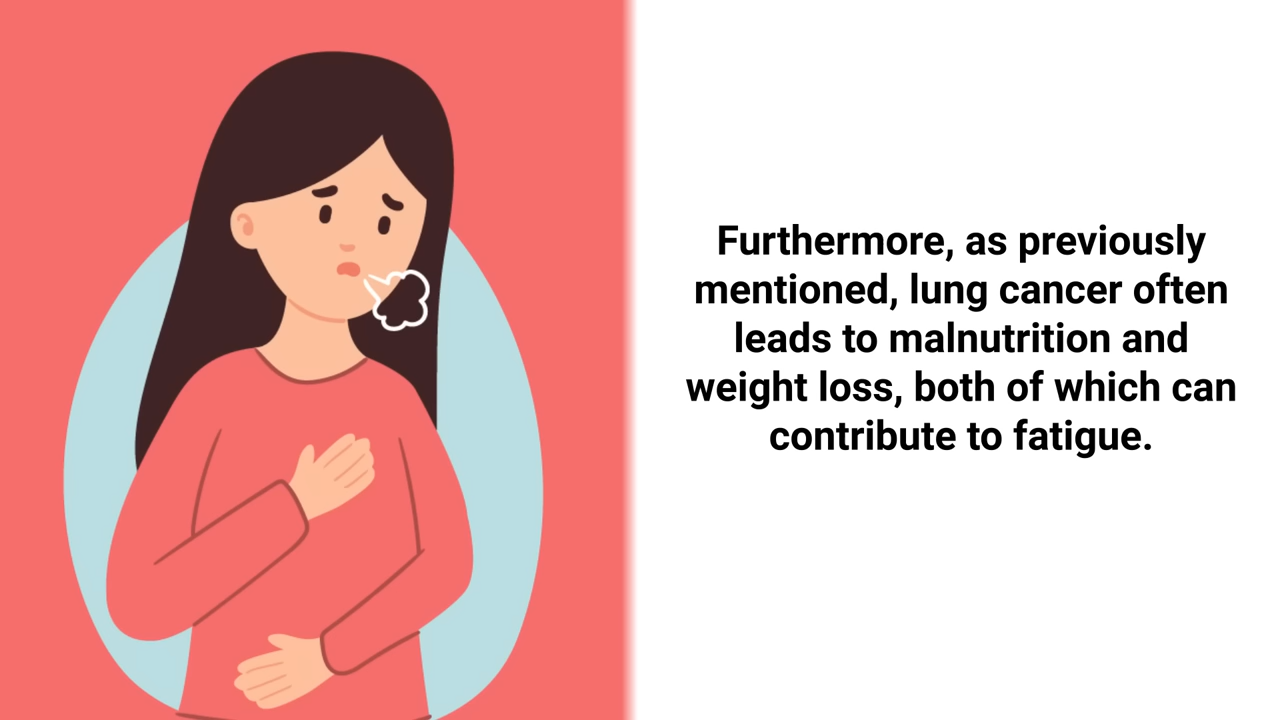 Furthermore, as previously
mentioned, lung cancer often
leads to malnutrition and
weight loss, both of which can
contribute to fatigue.